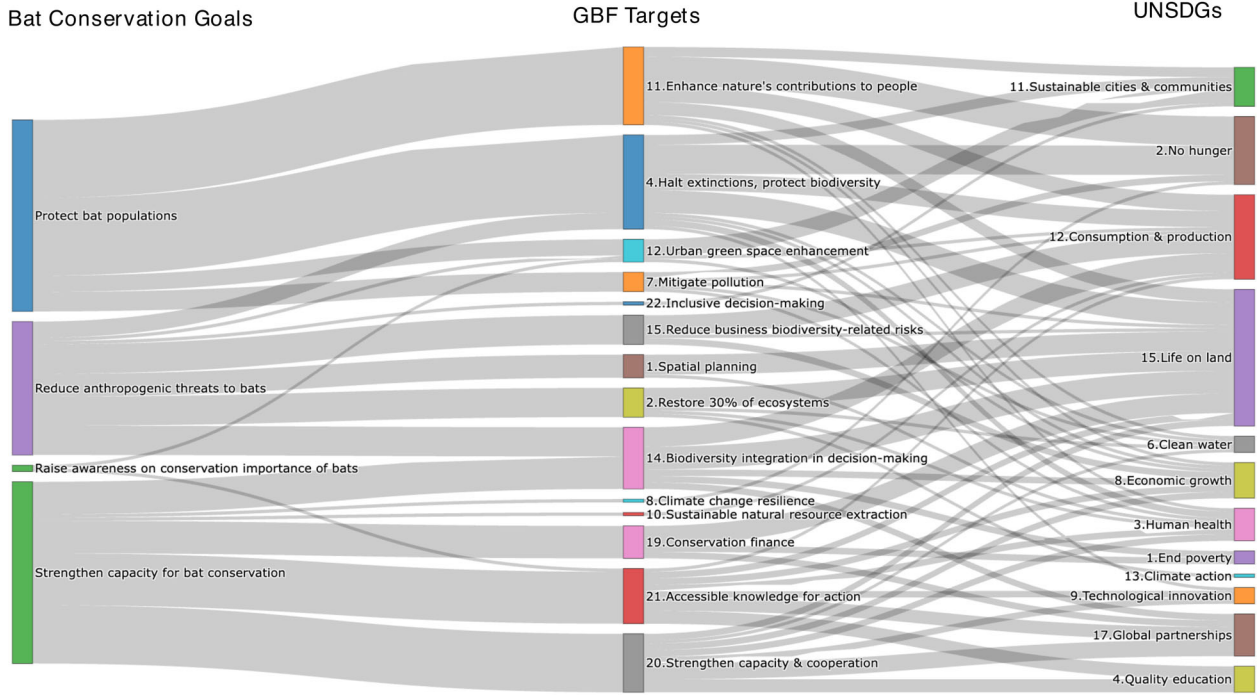 Bat Conservation Goals
GBF Targets
UNSDGs
Protect bat populations
Reduce anthropogenic threats to bats
Raise awareness on conservation importance of bats
Strengthen capacity for bat conservation
11.Enhance nature's contributions to people
4.Halt extinctions, protect biodiversity
12.Urban green space enhancement
7.Mitigate pollution
22.Inclusive decision-making
15.Reduce business biodiversity-related risks
1.Spatial planning
2.Restore 30% of ecosystems
14.Biodiversity integration in decision-making
8.Climate change resilience
10.Sustainable natural resource extraction
19.Conservation finance
21.Accessible knowledge for action
20.Strengthen capacity & cooperation
11.Sustainable cities & communities
2.No hunger
12.Consumption & production
15.Life on land
6.Clean water
8.Economic growth
3.Human health
1.End poverty
13.Climate action
9.Technological innovation
17.Global partnerships
4.Quality education